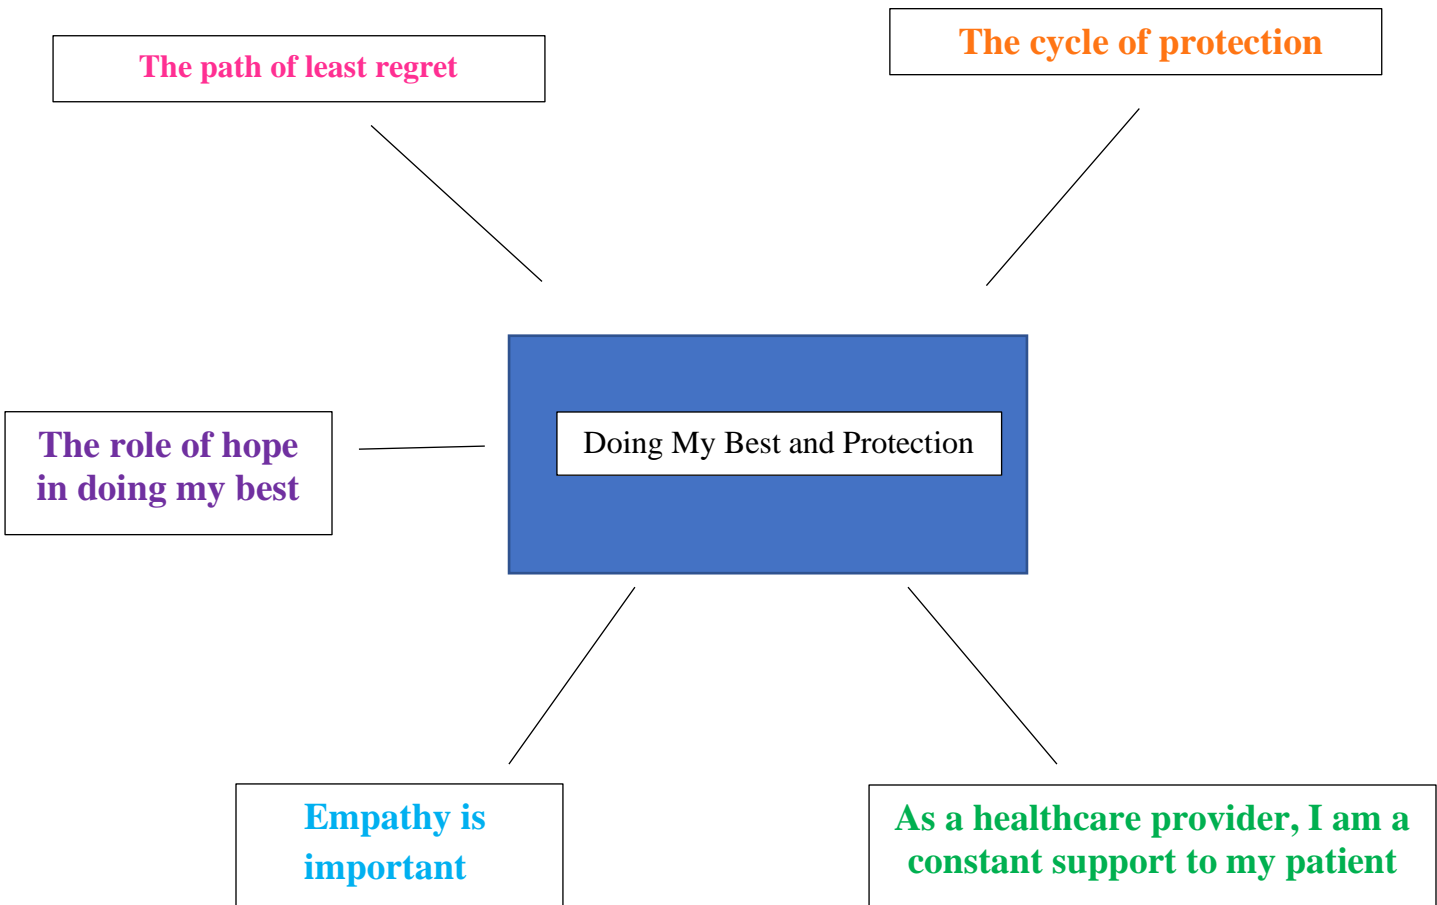 The path of least regret
The cycle of protection
The role of hope
in doing my best
Doing My Best and Protection
Empathy is
important
As a healthcare provider, I am a
constant support to my patient